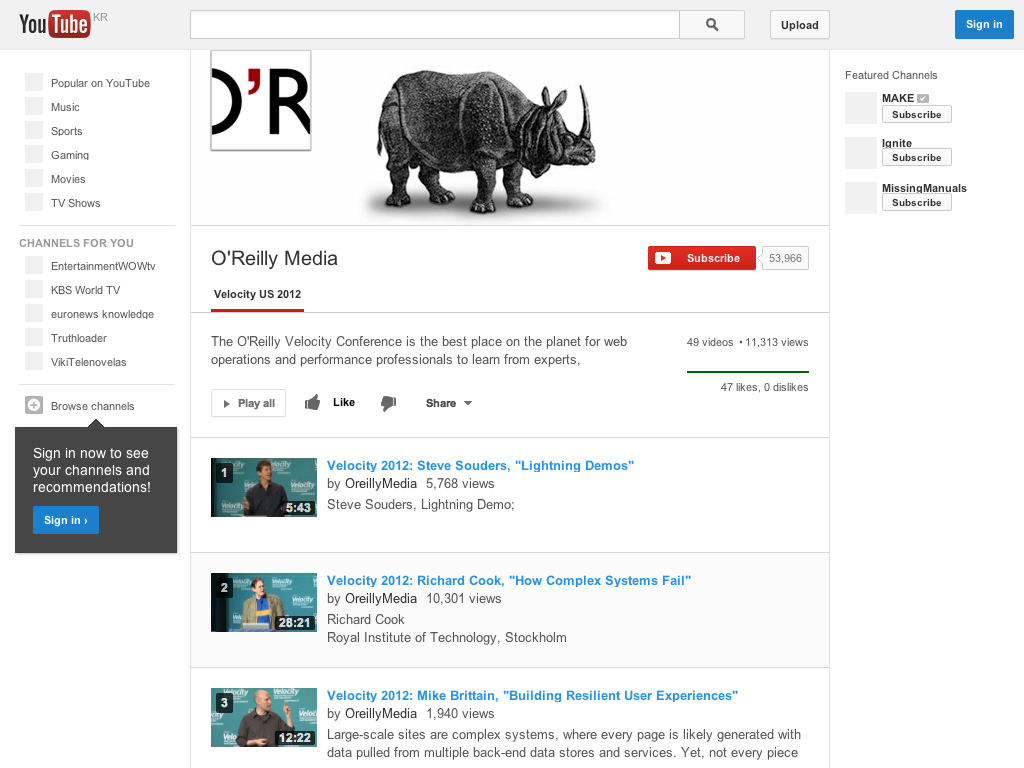 YouTube KR
Upload
Sign in
Popular on YouTube
Music
Sports
Gaming
Movies
TV Shows
CHANNELS FOR YOU
EntertainmentWOWtv
KBS World TV
euronews knowledge
Truthloader
VikiTelenovelas
Browse channels
Sign in now to see
your channels and
recommendations!
Sign in ›
O'R
O'Reilly Media
Subscribe 53,966
Velocity US 2012
The O'Reilly Velocity Conference is the best place on the planet for web
operations and performance professionals to learn from experts,
49 videos • 11,313 views
47 likes, 0 dislikes
Play all
Like
Share
1
5:43
Velocity 2012: Steve Souders, "Lightning Demos"
by OreillyMedia 5,768 views
Steve Souders, Lightning Demo;
2
28:21
Velocity 2012: Richard Cook, "How Complex Systems Fail"
by OreillyMedia 10,301 views
Richard Cook
Royal Institute of Technology, Stockholm
3
12:22
Velocity 2012: Mike Brittain, "Building Resilient User Experiences"
by OreillyMedia 1,940 views
Large-scale sites are complex systems, where every page is likely generated with
data pulled from multiple back-end data stores and services. Yet, not every piece
Featured Channels
MAKE
Subscribe
Ignite
Subscribe
MissingManuals
Subscribe